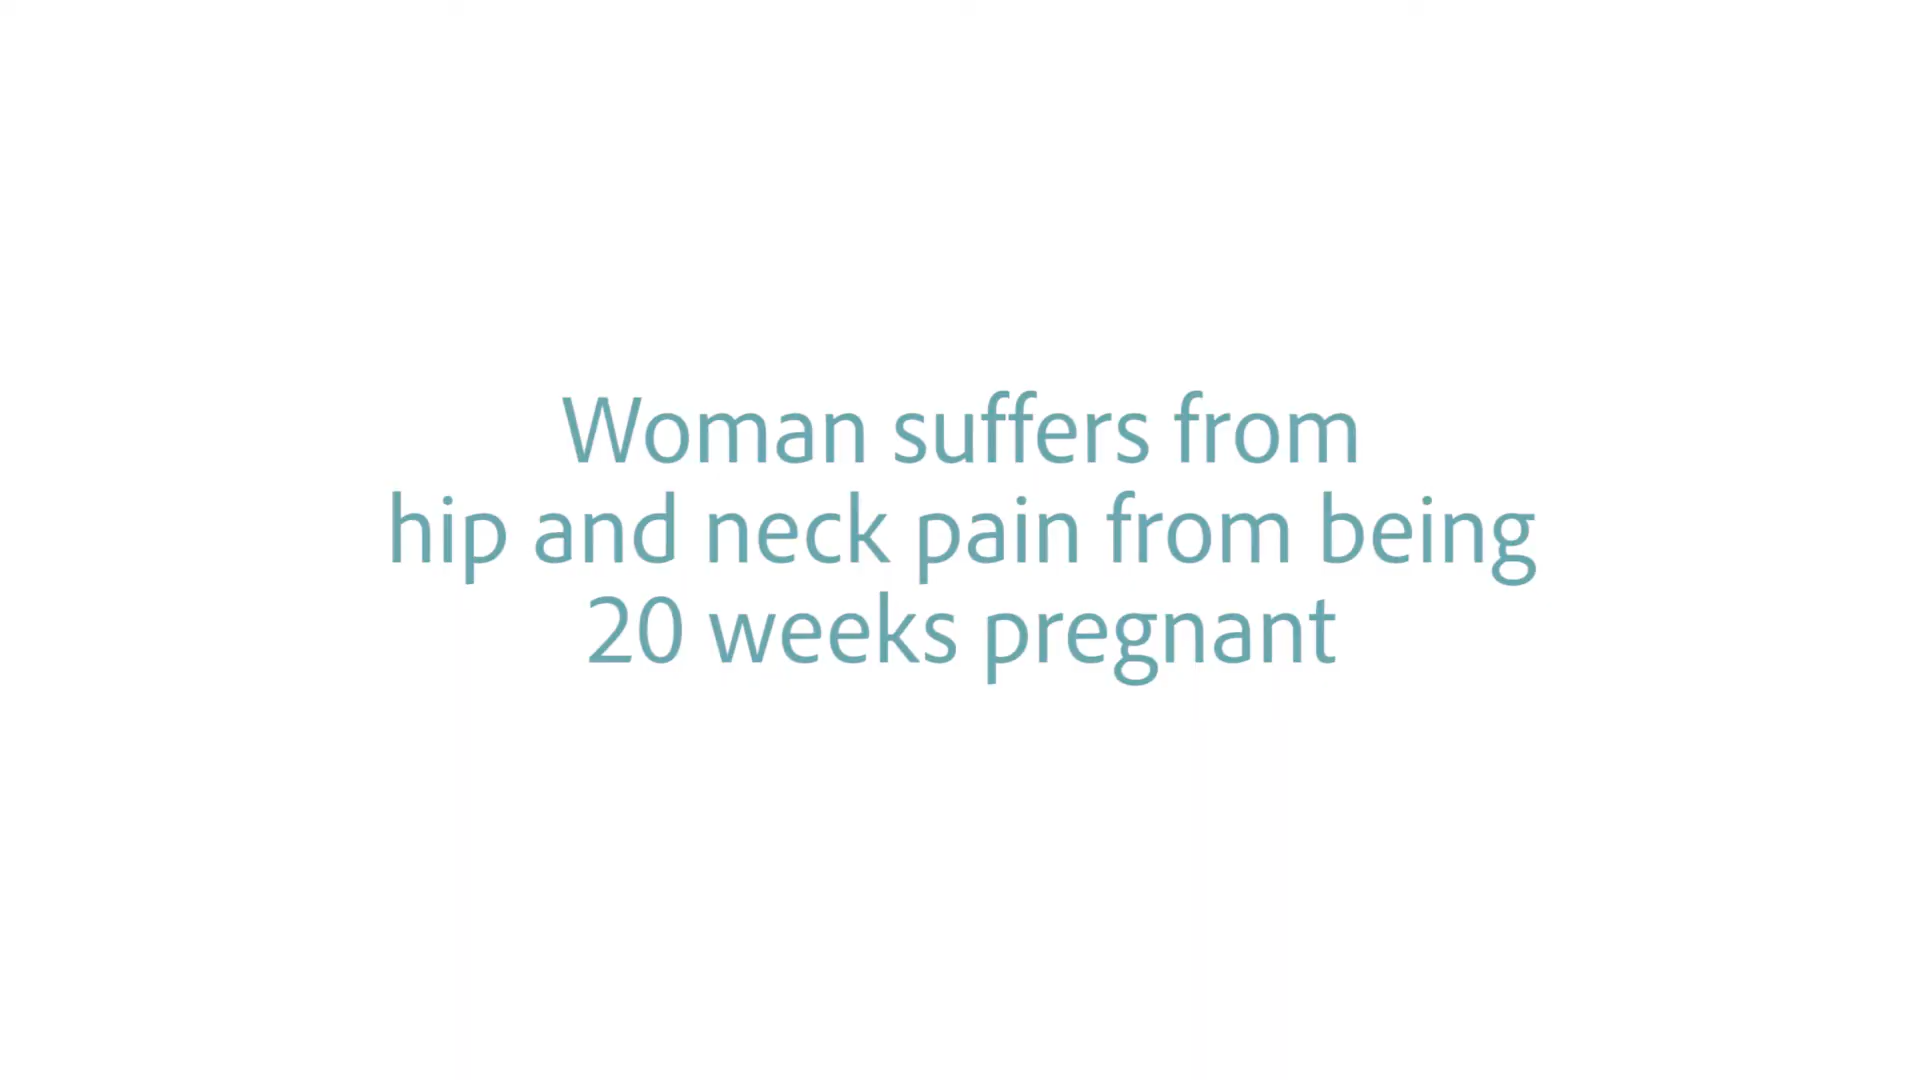 Woman suffers from
hip and neck pain from being
20 weeks pregnant